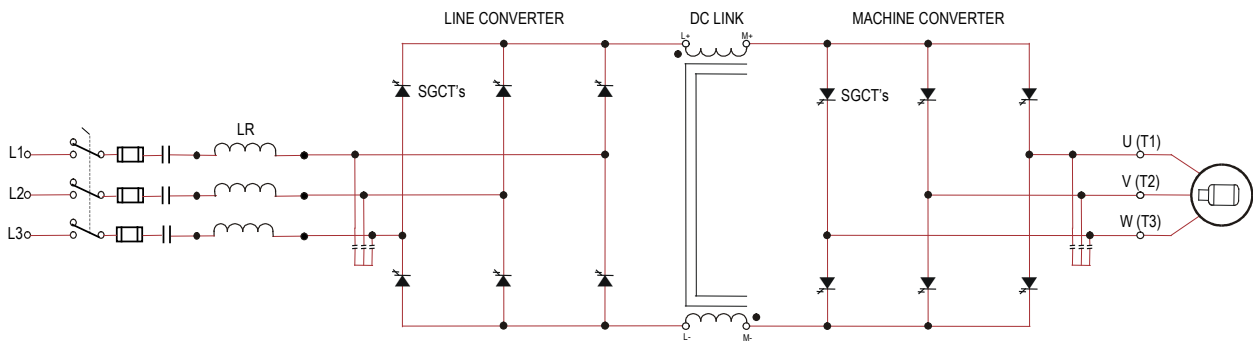 LINE CONVERTER
DC LINK
MACHINE CONVERTER
L+
M+
SGCT's
SGCT's
LR
L1
L2
L3
U (T1)
V (T2)
W (T3)
L-
M-